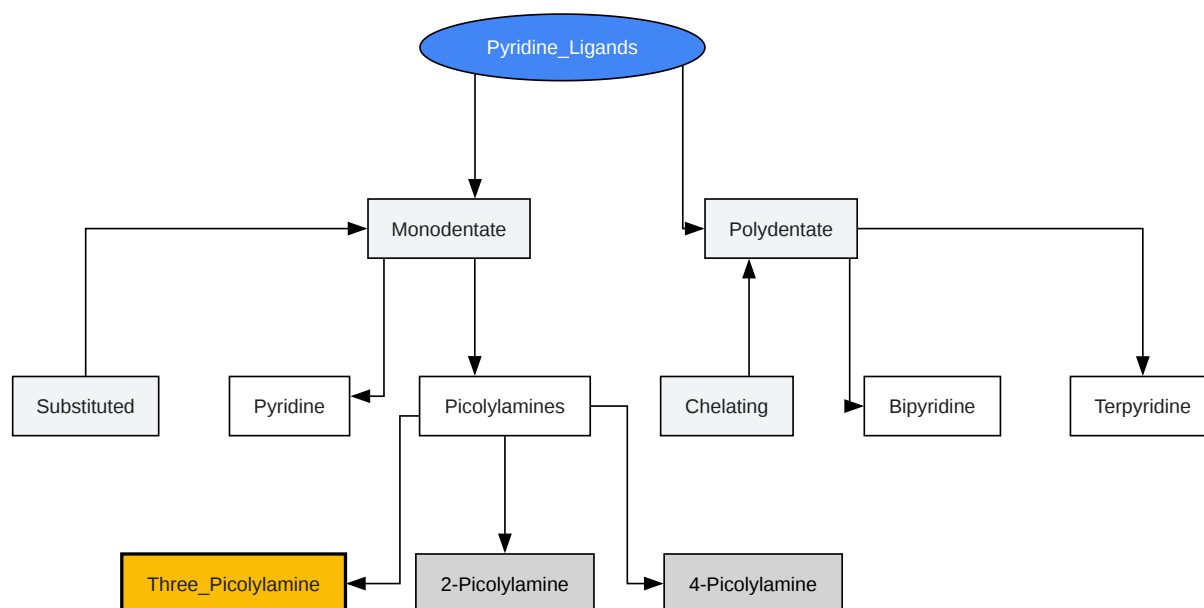 Pyridine_Ligands
Monodentate
Polydentate
Substituted
Pyridine
Picolylamines
Chelating
Bipyridine
Terpyridine
Three_Picolylamine
2-Picolylamine
4-Picolylamine